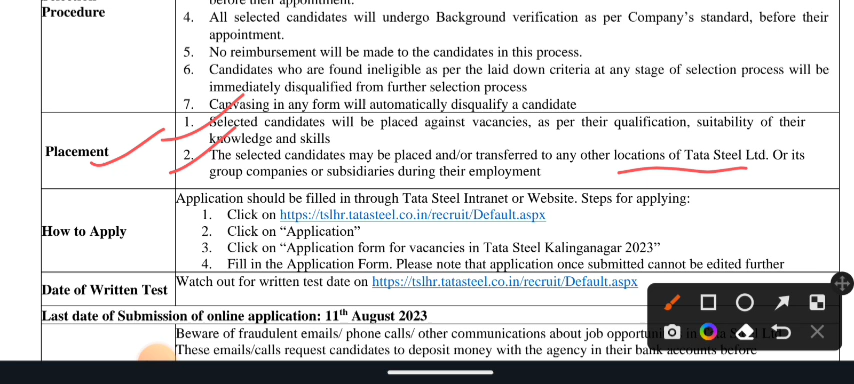 before their appointment.
Procedure
4. All selected candidates will undergo Background verification as per Company's standard, before their
appointment.
5. No reimbursement will be made to the candidates in this process.
6. Candidates who are found ineligible as per the laid down criteria at any stage of selection process will be
immediately disqualified from further selection process
7. Canvasing in any form will automatically disqualify a candidate
Placement
1. Selected candidates will be placed against vacancies, as per their qualification, suitability of their
knowledge and skills
2. The selected candidates may be placed and/or transferred to any other locations of Tata Steel Ltd. Or its
group companies or subsidiaries during their employment
How to Apply
Application should be filled in through Tata Steel Intranet or Website. Steps for applying:
1. Click on https://tslhr.tatasteel.co.in/recruit/Default.aspx
2. Click on “Application”
3. Click on “Application form for vacancies in Tata Steel Kalinganagar 2023”
4. Fill in the Application Form. Please note that application once submitted cannot be edited further
Date of Written Test
Watch out for written test date on https://tslhr.tatasteel.co.in/recruit/Default.aspx
Last date of Submission of online application: 11th August 2023
Beware of fraudulent emails/ phone calls/ other communications about job
These emails/calls request candidates to deposit money with the agency in their bank accounts before